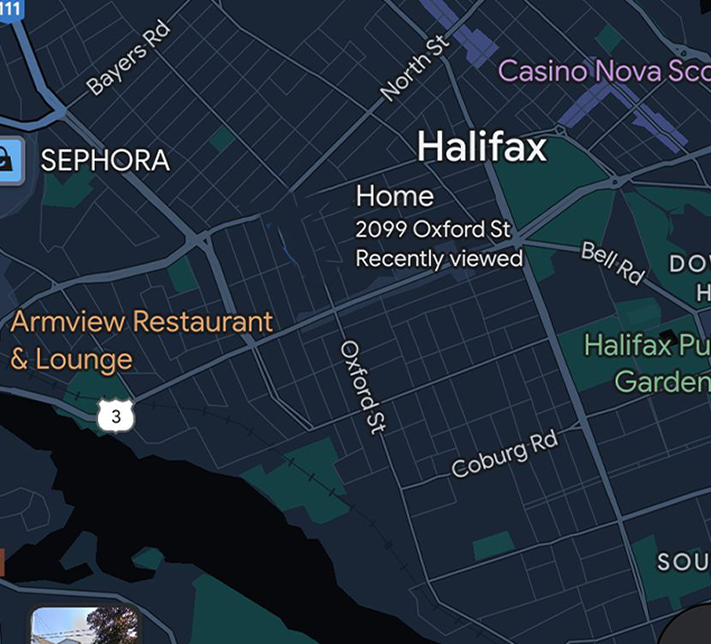 111
Bayers Rd
North St
Casino Nova Sco
Halifax
SEPHORA
Home
2099 Oxford St
Recently viewed
Bell Rd
DO
H
Armview Restaurant
& Lounge
Halifax Pu
Garden
3
Oxford St
Coburg Rd
SOU